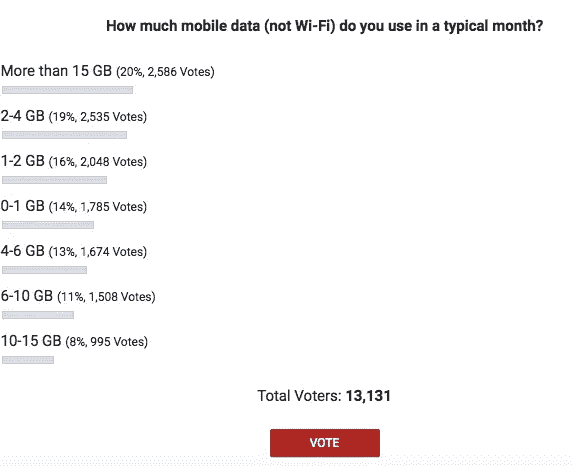 How much mobile data (not Wi-Fi) do you use in a typical month?
More than 15 GB (20%, 2,586 Votes)
2-4 GB (19%, 2,535 Votes)
1-2 GB (16%, 2,048 Votes)
0-1 GB (14%, 1,785 Votes)
4-6 GB (13%, 1,674 Votes)
6-10 GB (11%, 1,508 Votes)
10-15 GB (8%, 995 Votes)
Total Voters: 13,131
VOTE